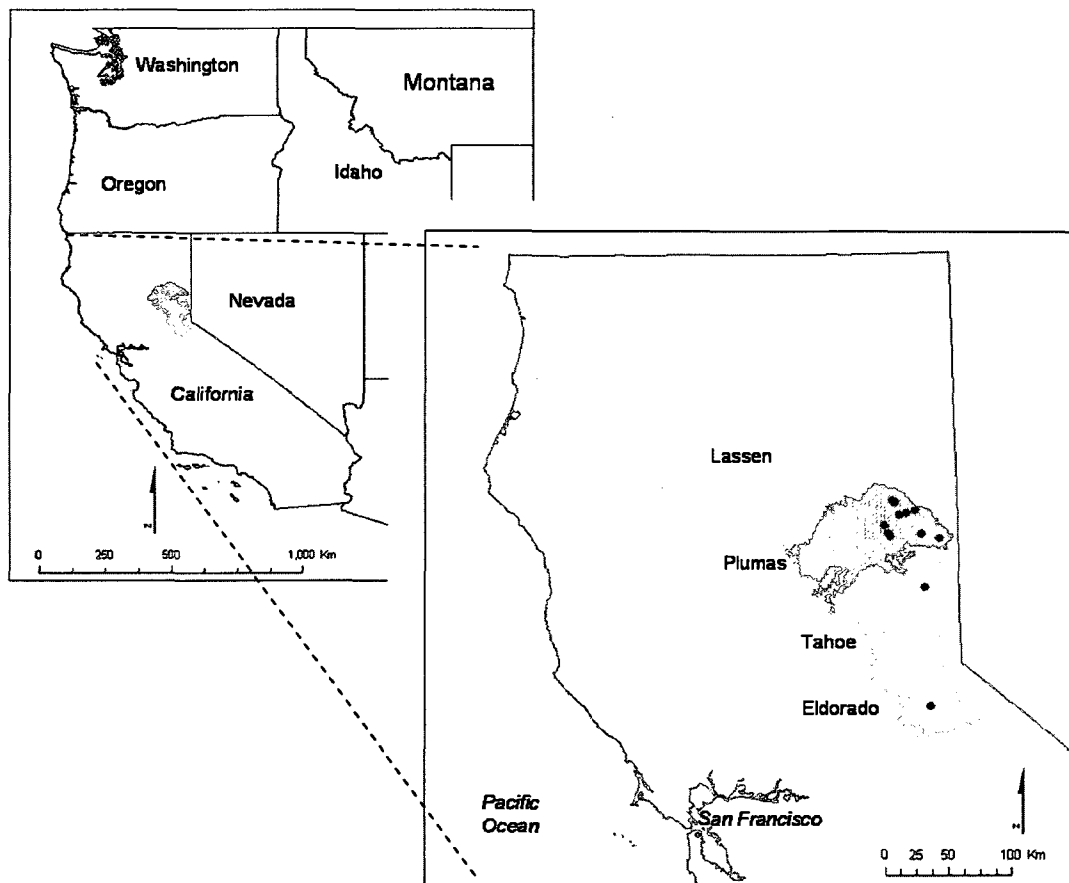 Washington
Montana
Oregon
Idaho
Nevada
California
N
0 500 1,000 Km
Lassen
Plumas
Tahoe
Eldorado
Pacific
Ocean
San Francisco
N
0 25 50 100 Km